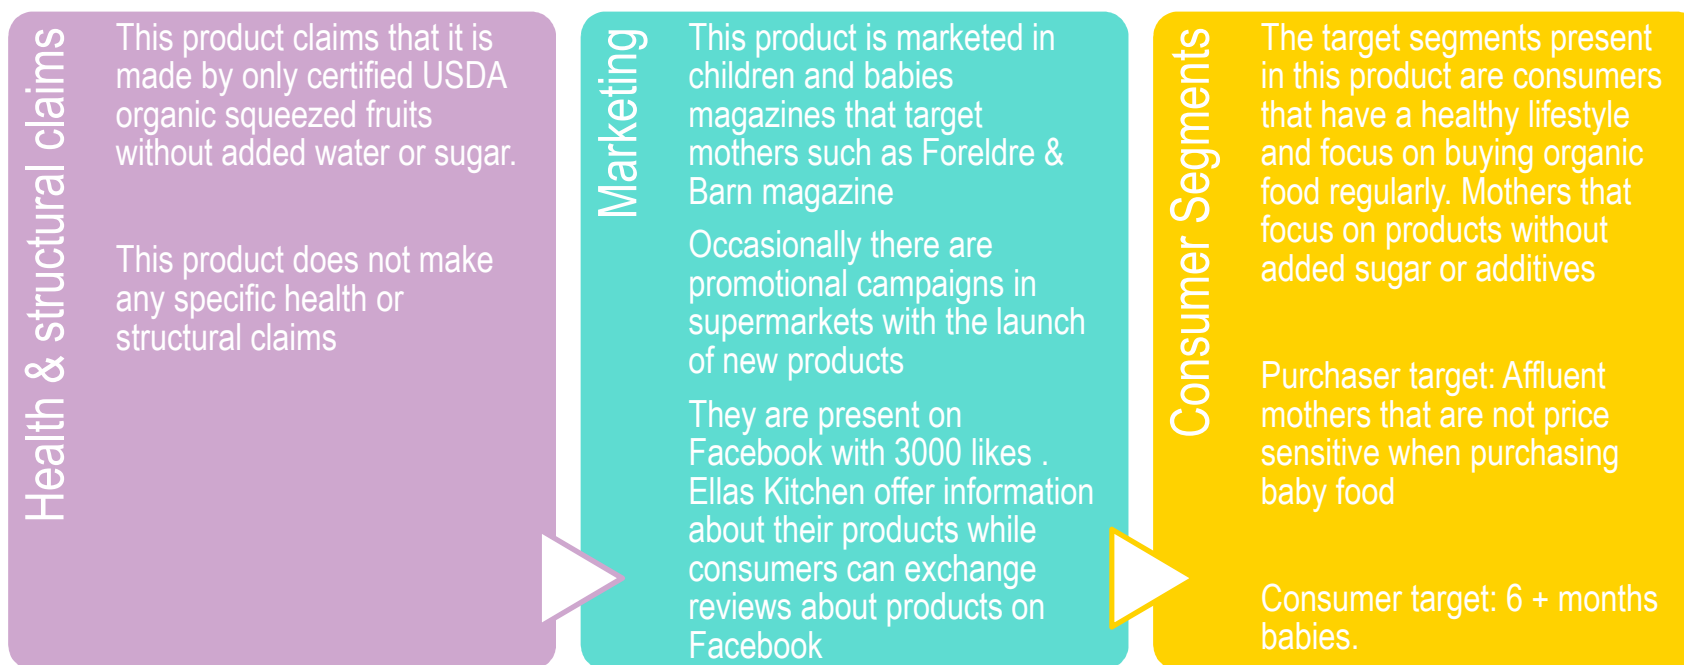 Health & structural claims
This product claims that it is
made by only certified USDA
organic squeezed fruits
without added water or sugar.
This product does not make
any specific health or
structural claims
Marketing
This product is marketed in
children and babies
magazines that target
mothers such as Foreldre &
Barn magazine
Occasionally there are
promotional campaigns in
supermarkets with the launch
of new products
They are present on
Facebook with 3000 likes .
Ellas Kitchen offer information
about their products while
consumers can exchange
reviews about products on
Facebook
Consumer Segments
The target segments present
in this product are consumers
that have a healthy lifestyle
and focus on buying organic
food regularly. Mothers that
focus on products without
added sugar or additives
Purchaser target: Affluent
mothers that are not price
sensitive when purchasing
baby food
Consumer target: 6 + months
babies.